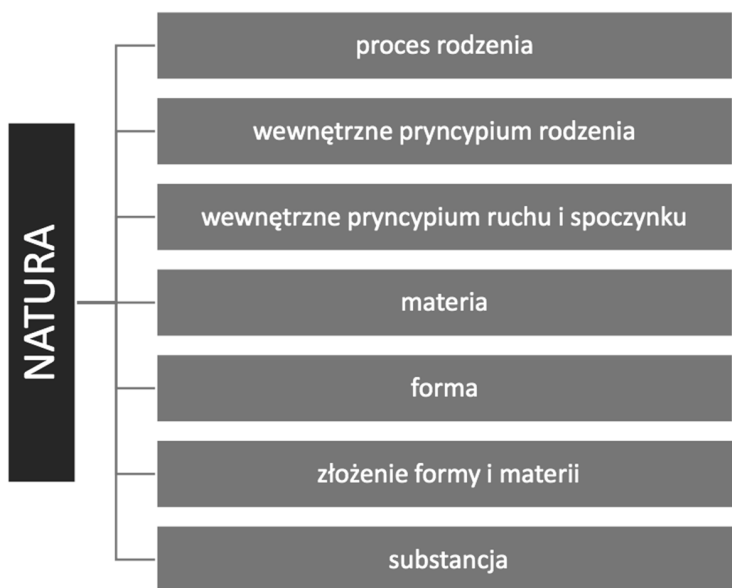 NATURA
proces rodzenia
wewnętrzne pryncypium rodzenia
wewnętrzne pryncypium ruchu i spoczynku
materia
forma
złożenie formy i materii
substancja